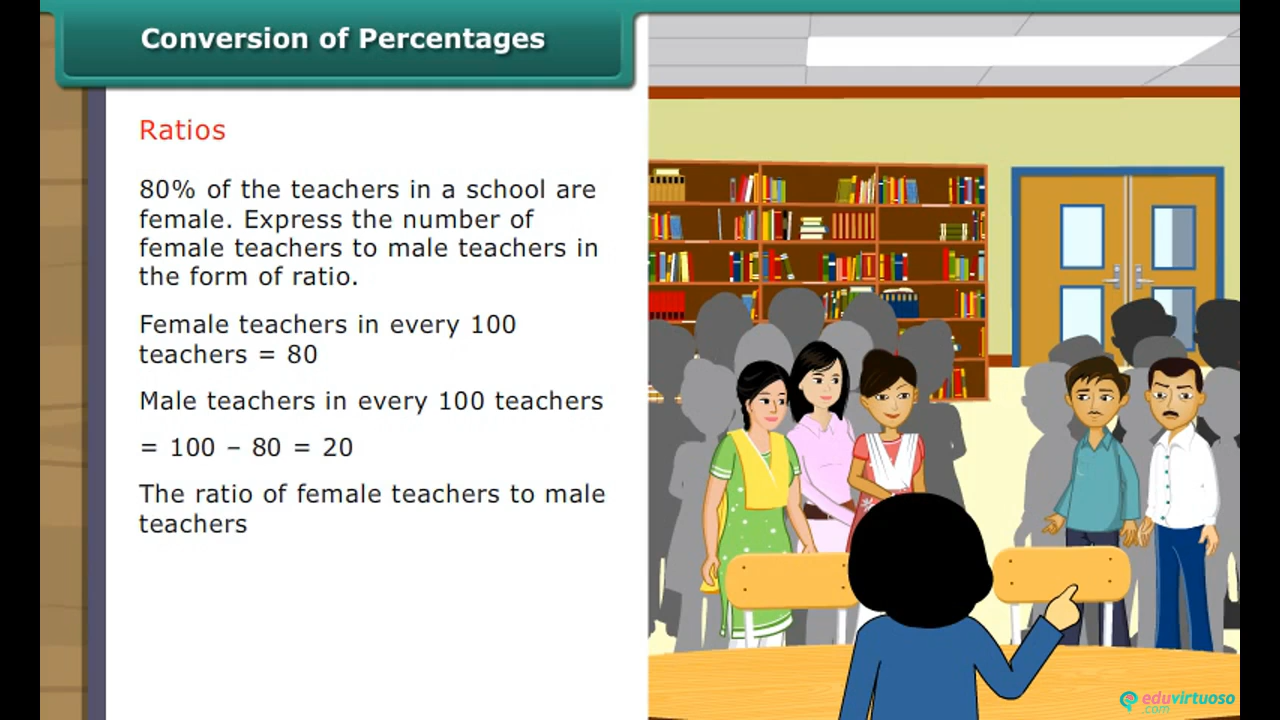 Conversion of Percentages
Ratios
80% of the teachers in a school are
female. Express the number of
female teachers to male teachers in
the form of ratio.
Female teachers in every 100
teachers = 80
Male teachers in every 100 teachers
= 100 – 80 = 20
The ratio of female teachers to male
teachers
eduvirtuoso
.com